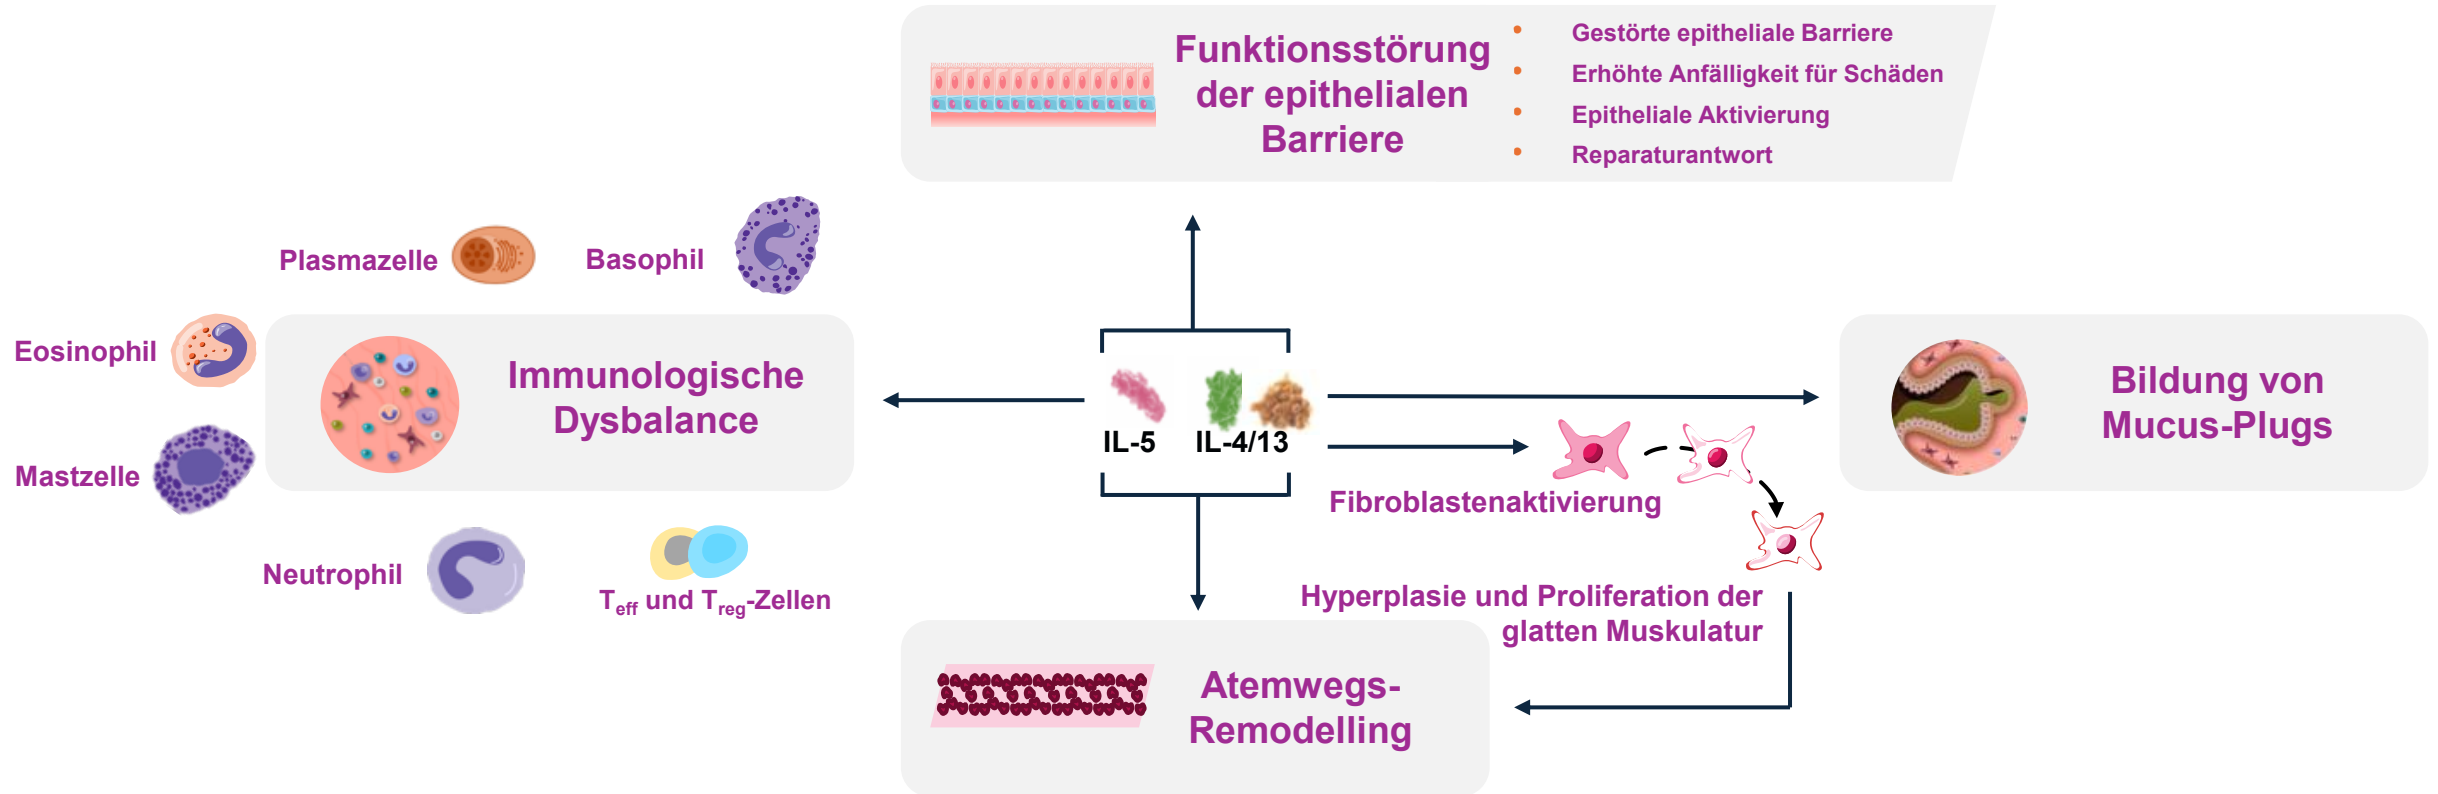 Funktionsstörung
der epithelialen
Barriere
• Gestörte epitheliale Barriere
• Erhöhte Anfälligkeit für Schäden
• Epitheliale Aktivierung
• Reparaturantwort
Plasmazelle
Basophil
Eosinophil
Mastzelle
Immunologische
Dysbalance
Neutrophil
Teff und Treg-Zellen
IL-5
IL-4/13
Bildung von
Mucus-Plugs
Fibroblastenaktivierung
Hyperplasie und Proliferation der
glatten Muskulatur
Atemwegs-
Remodelling